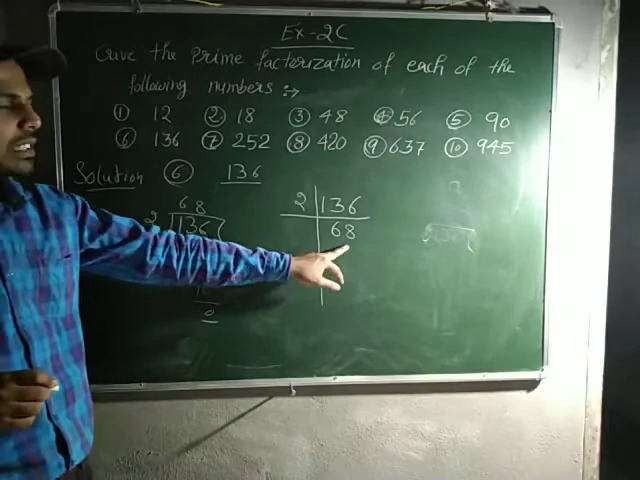 Ex-2C
Give the Prime factorization of each of the
following numbers :→
① 12 ② 18 ③ 48 ④ 56 ⑤ 90
⑥ 136 ⑦ 252 ⑧ 420 ⑨ 637 ⑩ 945
Solution ⑥ 136
68
2 136
0
2 136
68